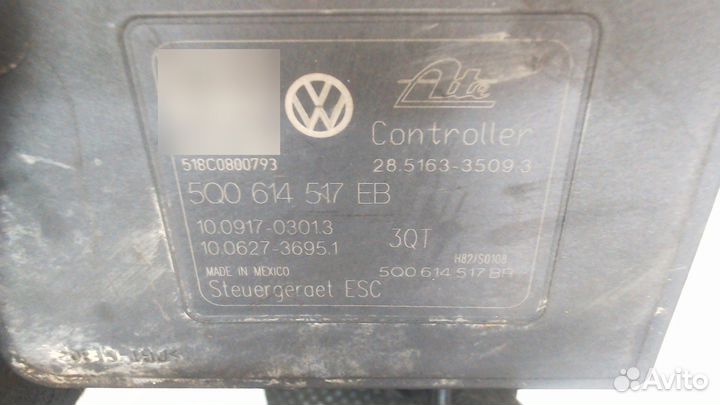 Ate
Controller
518C0800793
28.5163-3509.3
5Q0 614 517 EB
10.0917-0301.3
10.0627-3695.1
3QT
H82/S0108
MADE IN MEXICO
5Q0 614 517 BR
Steuergeraet ESC
Avito